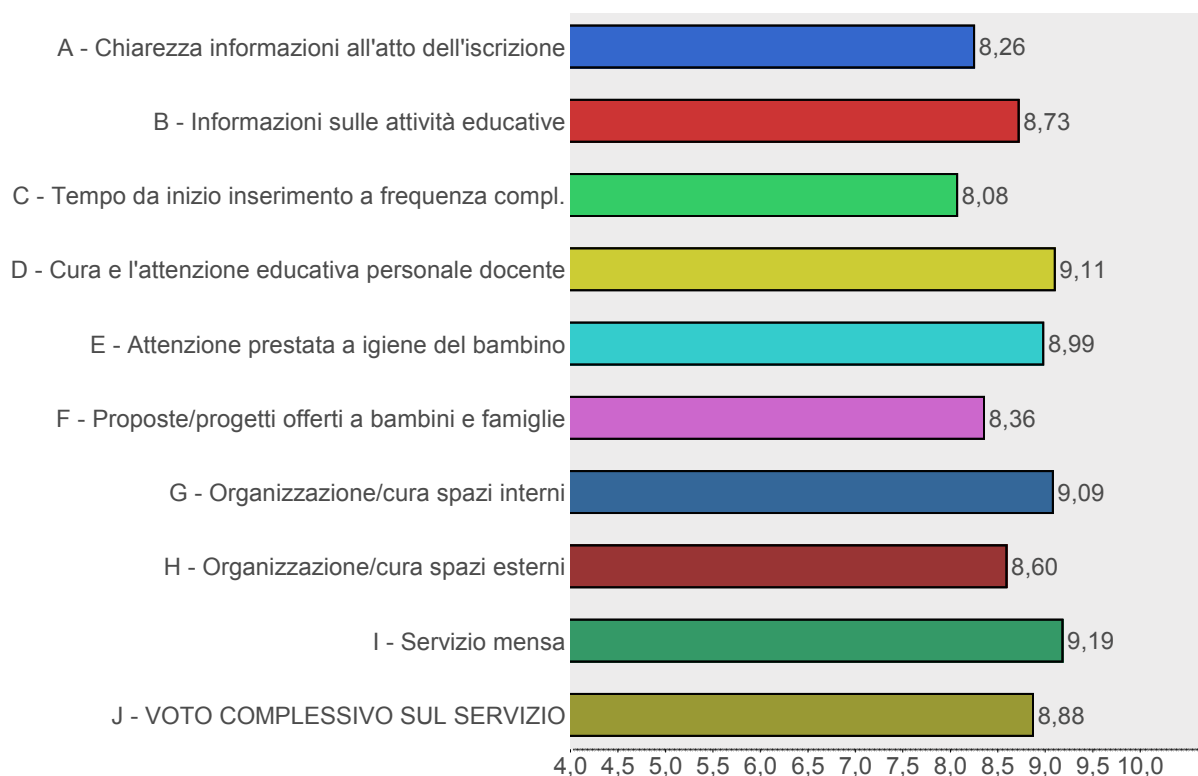 A - Chiarezza informazioni all'atto dell'iscrizione 8,26
B - Informazioni sulle attività educative 8,73
C - Tempo da inizio inserimento a frequenza compl. 8,08
D - Cura e l'attenzione educativa personale docente 9,11
E - Attenzione prestata a igiene del bambino 8,99
F - Proposte/progetti offerti a bambini e famiglie 8,36
G - Organizzazione/cura spazi interni 9,09
H - Organizzazione/cura spazi esterni 8,60
I - Servizio mensa 9,19
J - VOTO COMPLESSIVO SUL SERVIZIO 8,88
4,0 4,5 5,0 5,5 6,0 6,5 7,0 7,5 8,0 8,5 9,0 9,5 10,0